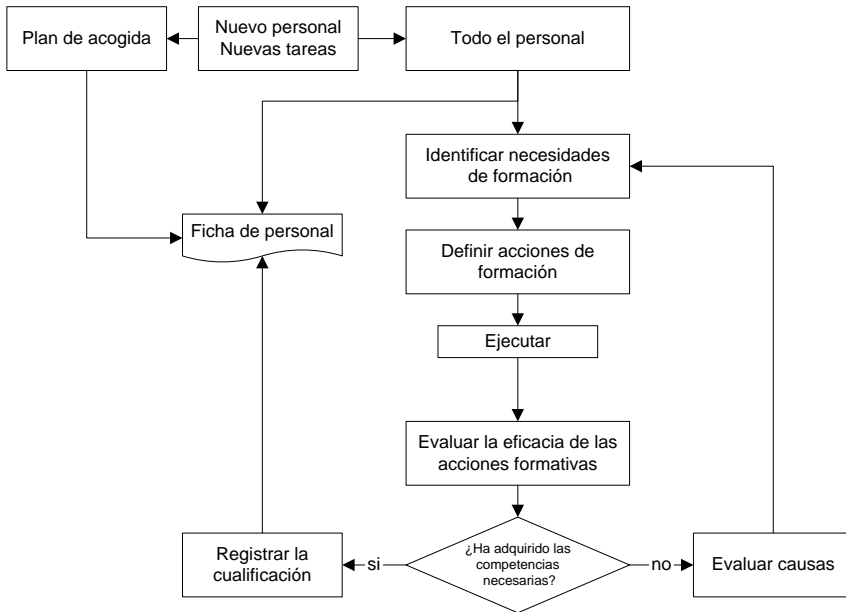 Plan de acogida
Nuevo personal
Nuevas tareas
Todo el personal
Identificar necesidades
de formación
Ficha de personal
Definir acciones de
formación
Ejecutar
Evaluar la eficacia de las
acciones formativas
Registrar la
cualificación
si
¿Ha adquirido las
competencias
necesarias?
no
Evaluar causas